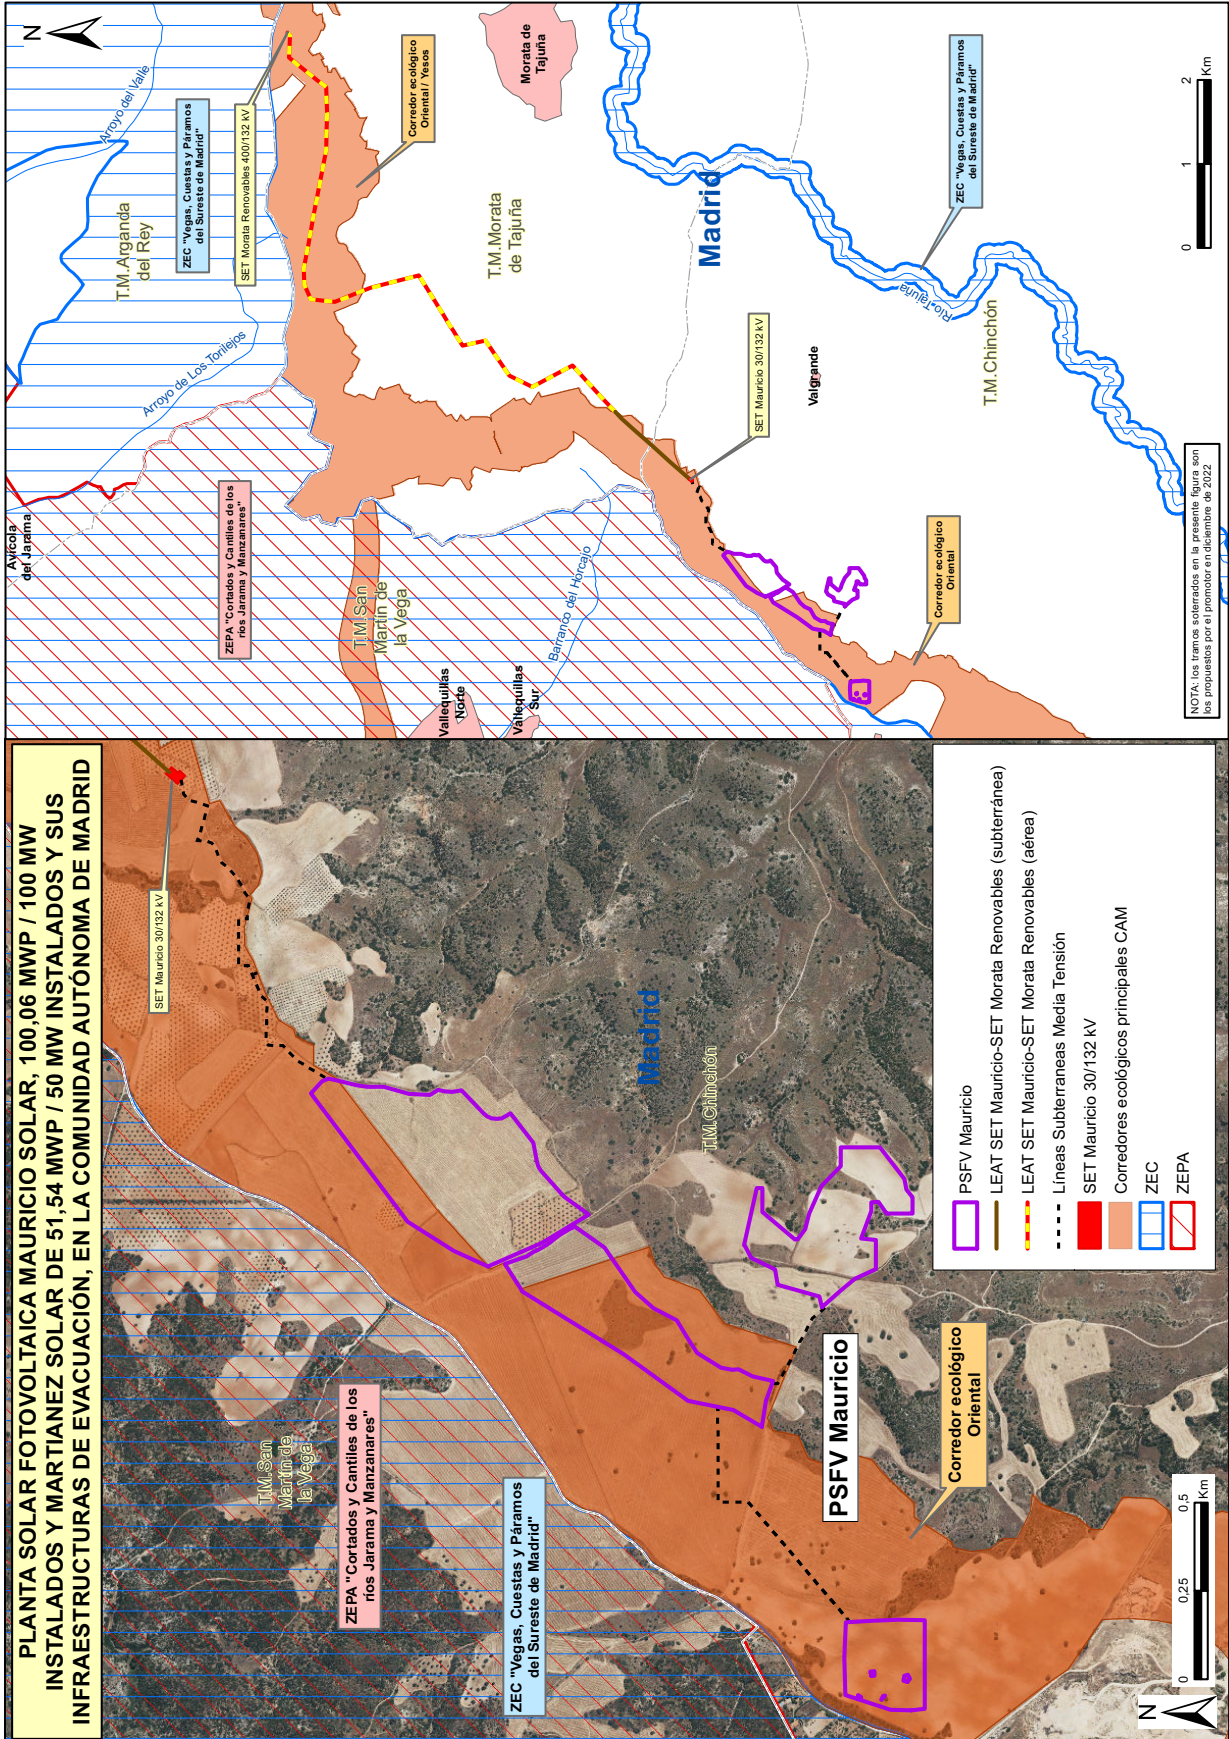 PLANTA SOLAR FOTOVOLTAICA MAURICIO SOLAR, 100,06 MWP / 100 MW
INSTALADOS Y MARTIANEZ SOLAR DE 51,54 MWP / 50 MW INSTALADOS Y SUS
INFRAESTRUCTURAS DE EVACUACIÓN, EN LA COMUNIDAD AUTÓNOMA DE MADRID
SET Mauricio 30/132 kV
T.M.San
Martín de
la Vega
ZEPA "Cortados y Cantiles de los
ríos Jarama y Manzanares"
ZEC "Vegas, Cuestas y Páramos
del Sureste de Madrid"
Madrid
T.M.Chinchón
PSFV Mauricio
Corredor ecológico
Oriental
N
0
0,25
0,5
Km
PSFV Mauricio
LEAT SET Mauricio-SET Morata Renovables (subterránea)
LEAT SET Mauricio-SET Morata Renovables (aérea)
Líneas Subterraneas Media Tensión
SET Mauricio 30/132 kV
Corredores ecológicos principales CAM
ZEC
ZEPA
N
Avícola
del Jarama
Arroyo del Valle
T.M.Arganda
del Rey
ZEC "Vegas, Cuestas y Páramos
del Sureste de Madrid"
SET Morata Renovables 400/132 kV
Arroyo de Los Torilejos
ZEPA "Cortados y Cantiles de los
ríos Jarama y Manzanares"
Corredor ecológico
Oriental / Yesos
Morata de
Tajuña
T.M.Morata
de Tajuña
T.M.San
Martín de
la Vega
Vallequillas
Norte
Vallequillas
Sur
Barranco del Horcajo
Madrid
SET Mauricio 30/132 kV
Valgrande
Río Tajuña
ZEC "Vegas, Cuestas y Páramos
del Sureste de Madrid"
T.M.Chinchón
Corredor ecológico
Oriental
0
1
2
Km
NOTA: los tramos soterrados en la presente figura son
los propuestos por el promotor en diciembre de 2022